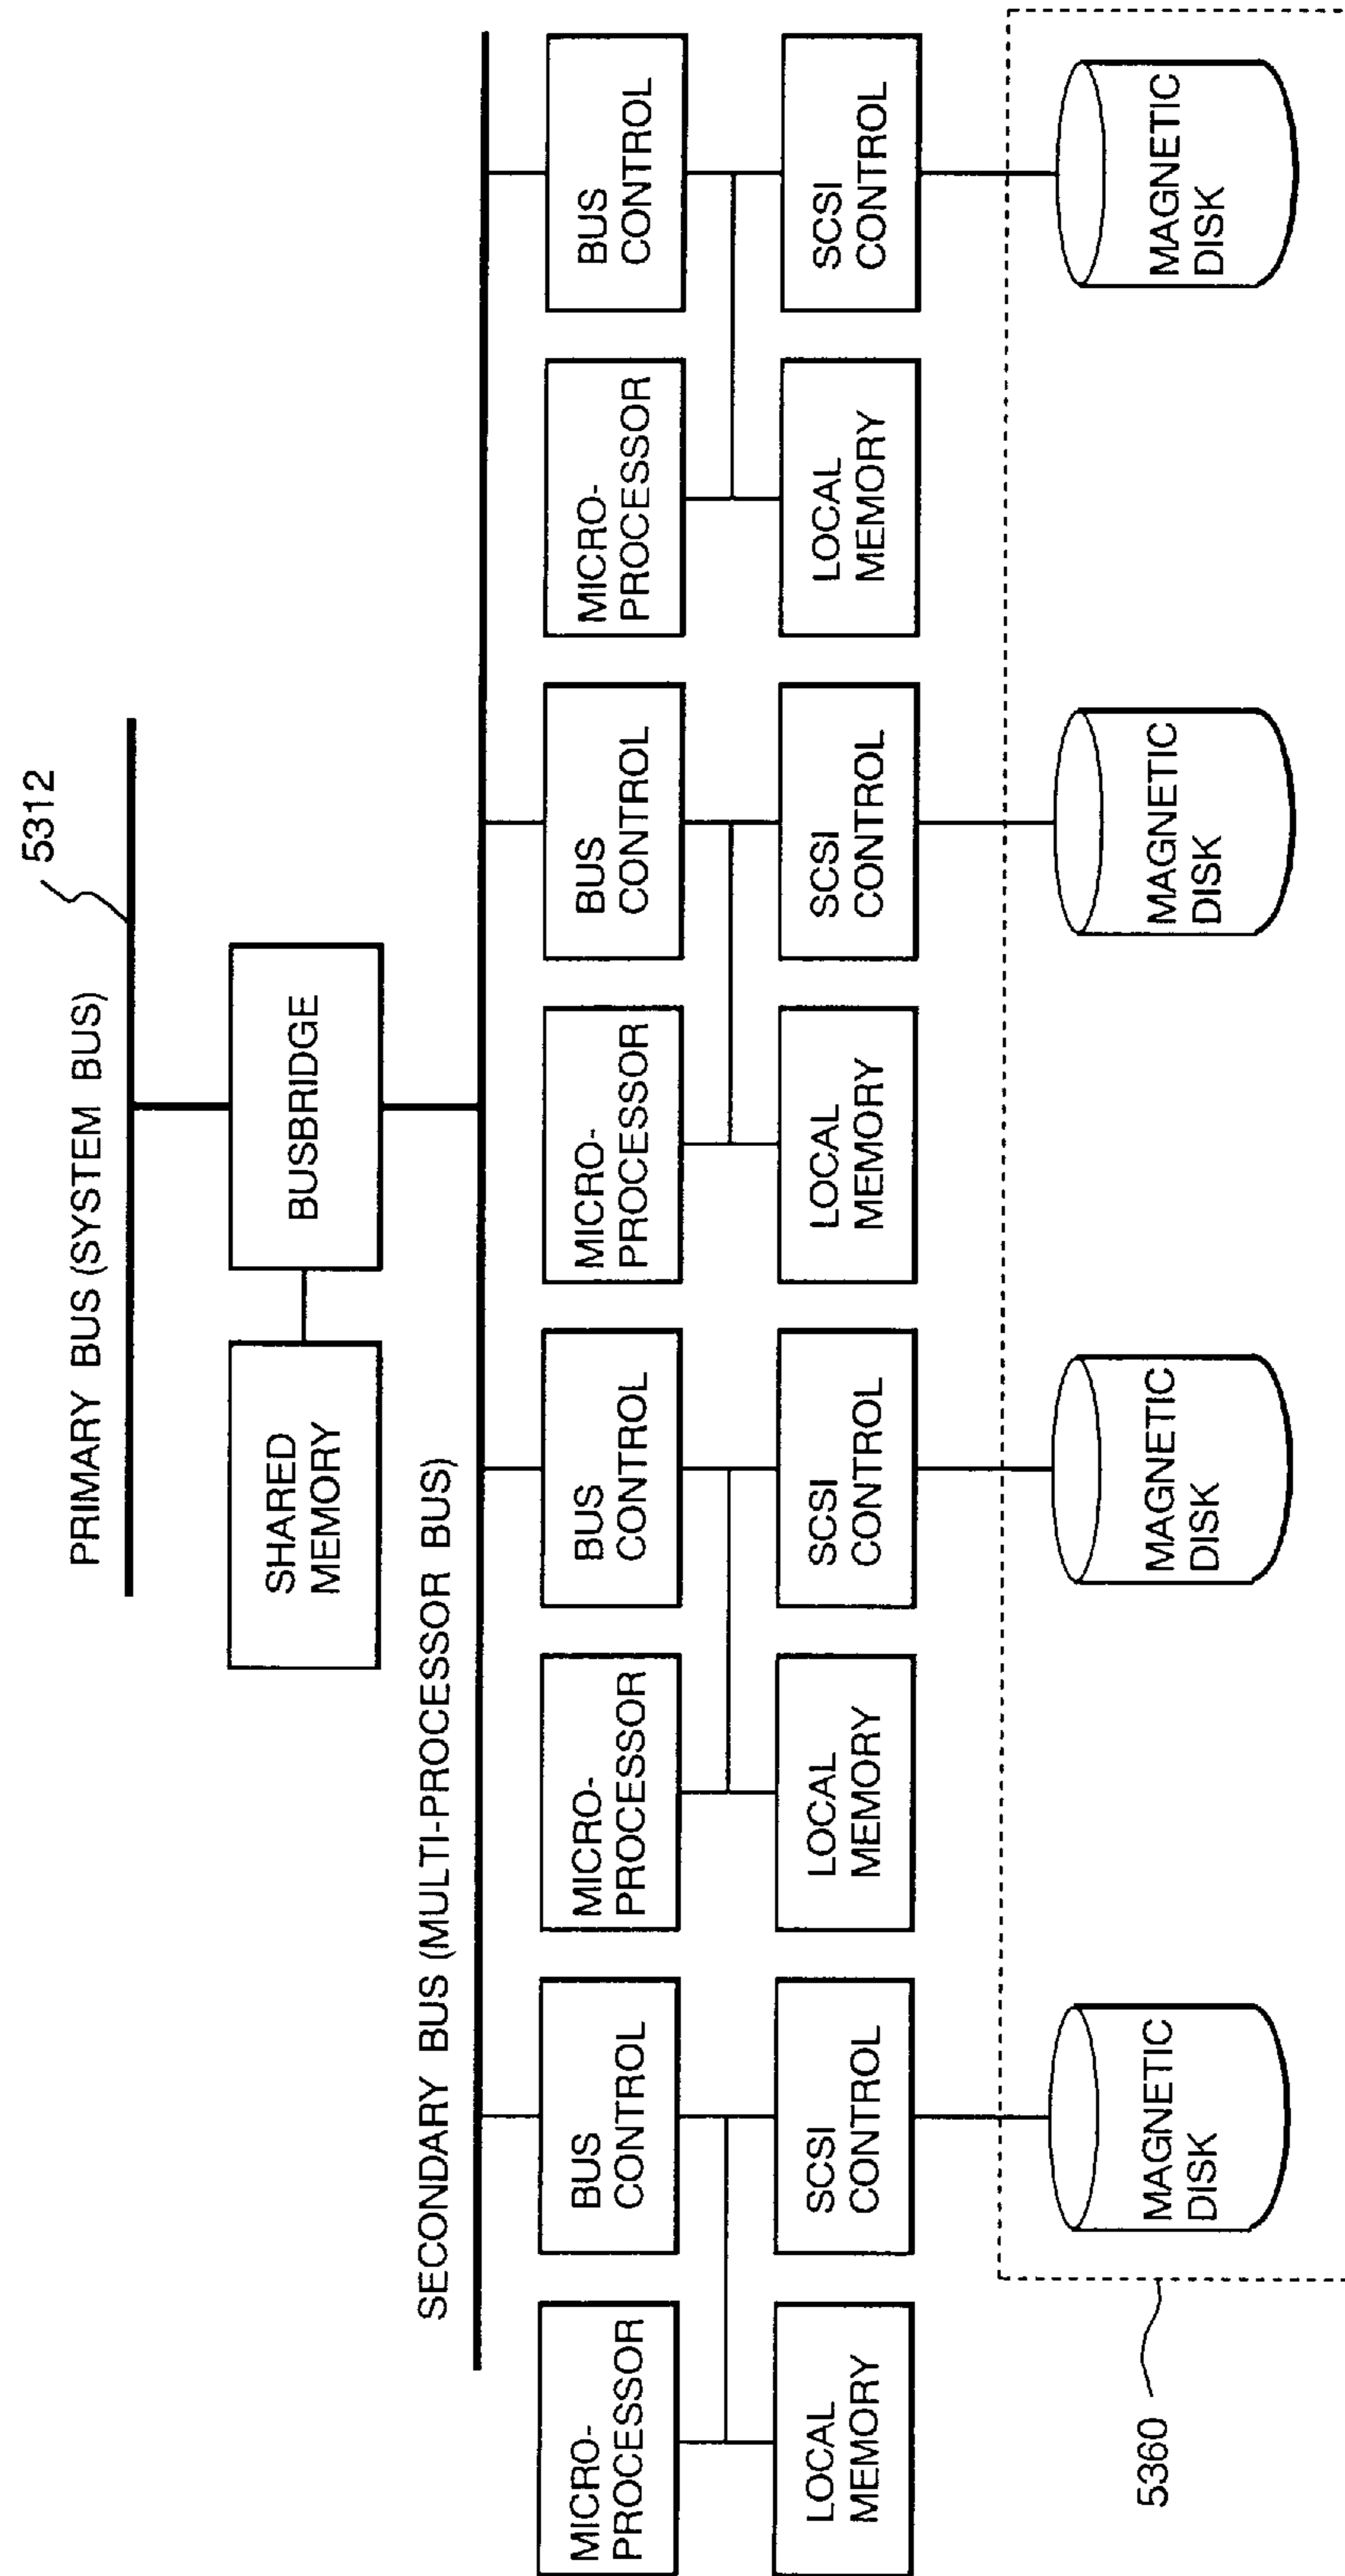 5312
PRIMARY BUS (SYSTEM BUS)
SHARED
MEMORY
BUSBRIDGE
SECONDARY BUS (MULTI-PROCESSOR BUS)
MICRO-
PROCESSOR
BUS
CONTROL
MICRO-
PROCESSOR
BUS
CONTROL
MICRO-
PROCESSOR
BUS
CONTROL
MICRO-
PROCESSOR
BUS
CONTROL
LOCAL
MEMORY
SCSI
CONTROL
LOCAL
MEMORY
SCSI
CONTROL
LOCAL
MEMORY
SCSI
CONTROL
LOCAL
MEMORY
SCSI
CONTROL
5360
MAGNETIC
DISK
MAGNETIC
DISK
MAGNETIC
DISK
MAGNETIC
DISK